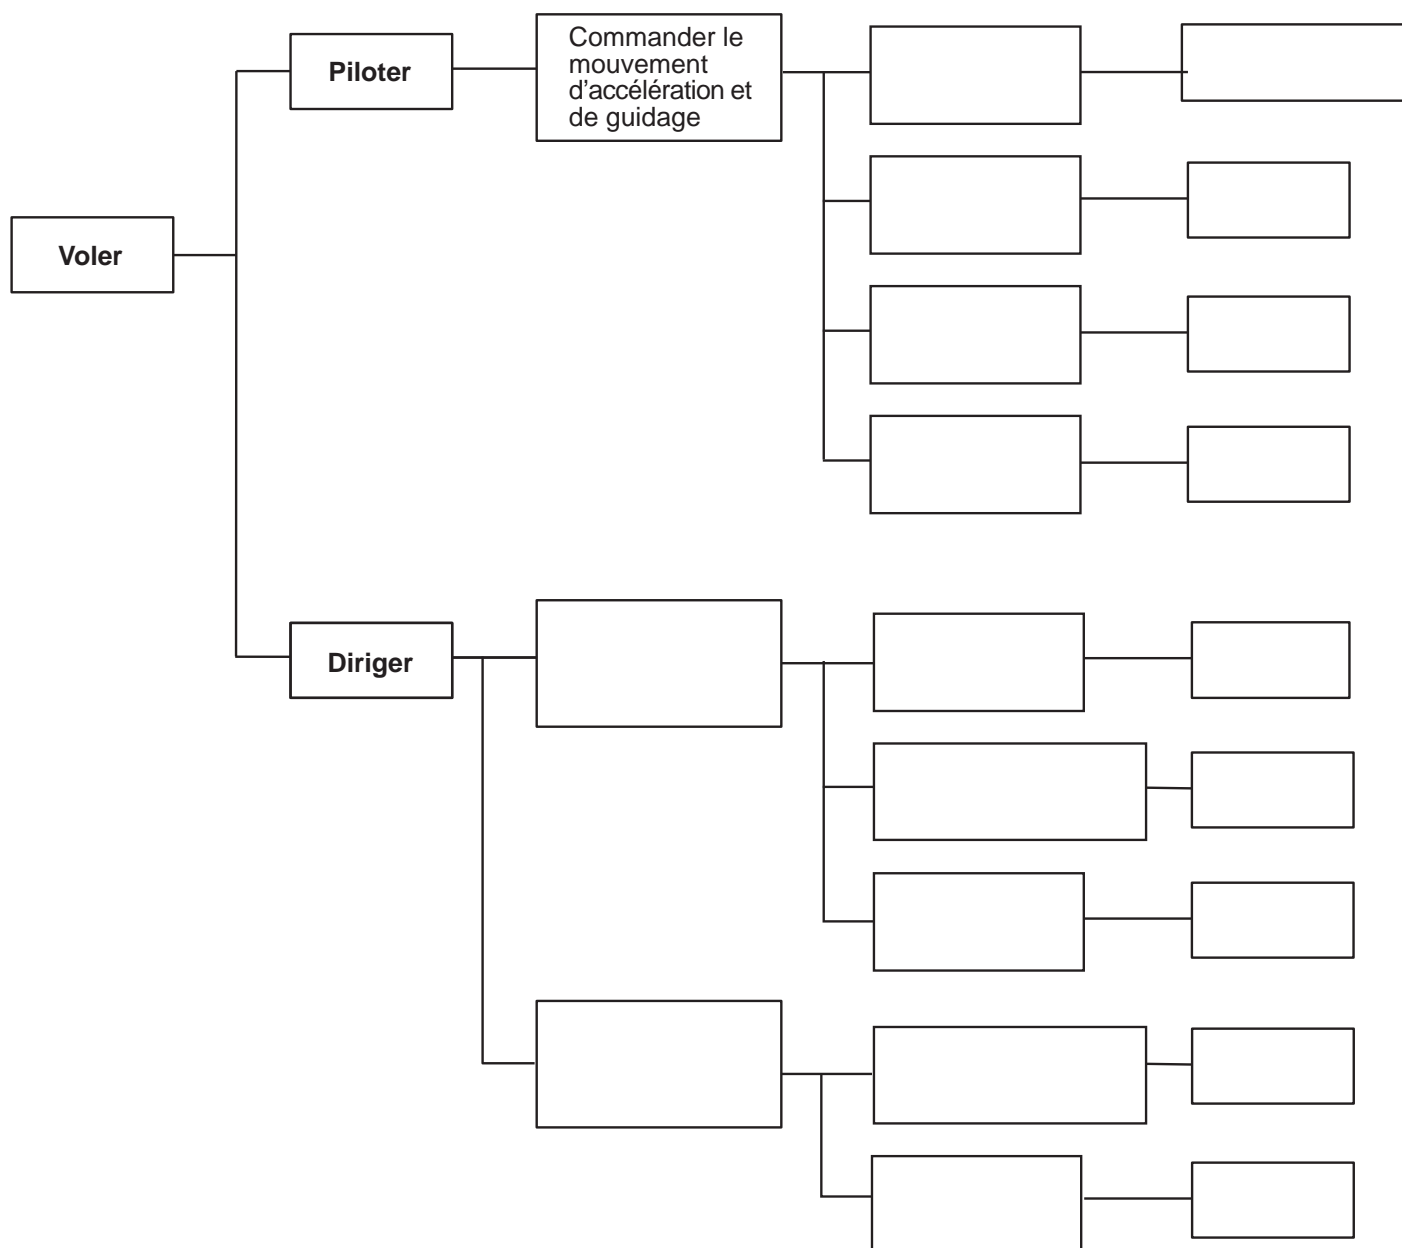 Piloter
Commander le
mouvement
d'accélération et
de guidage
Voler
Diriger